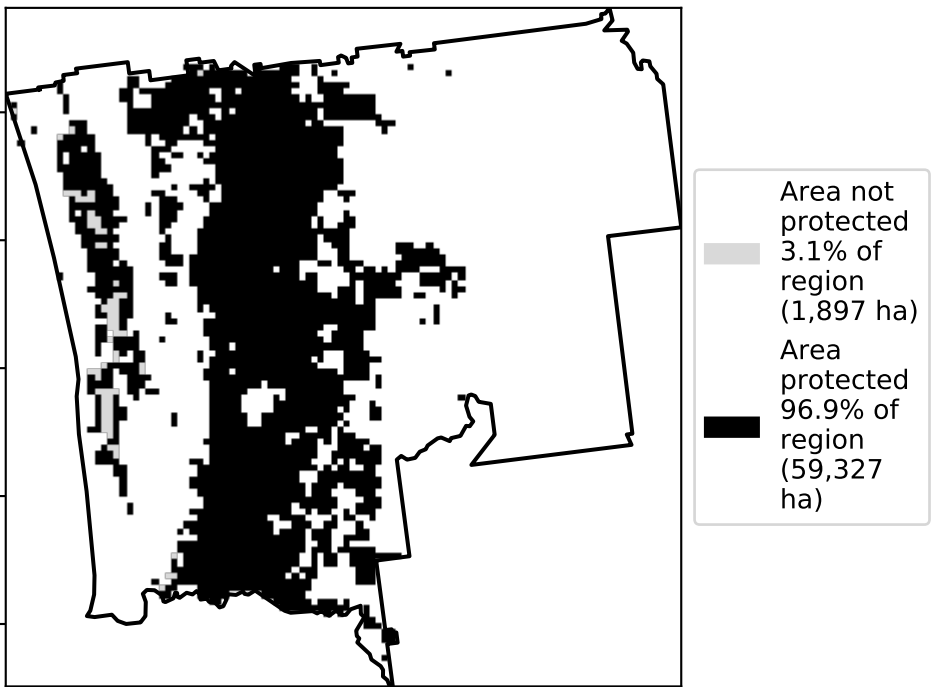 Area not
protected
3.1% of
region
(1,897 ha)
Area
protected
96.9% of
region
(59,327
ha)